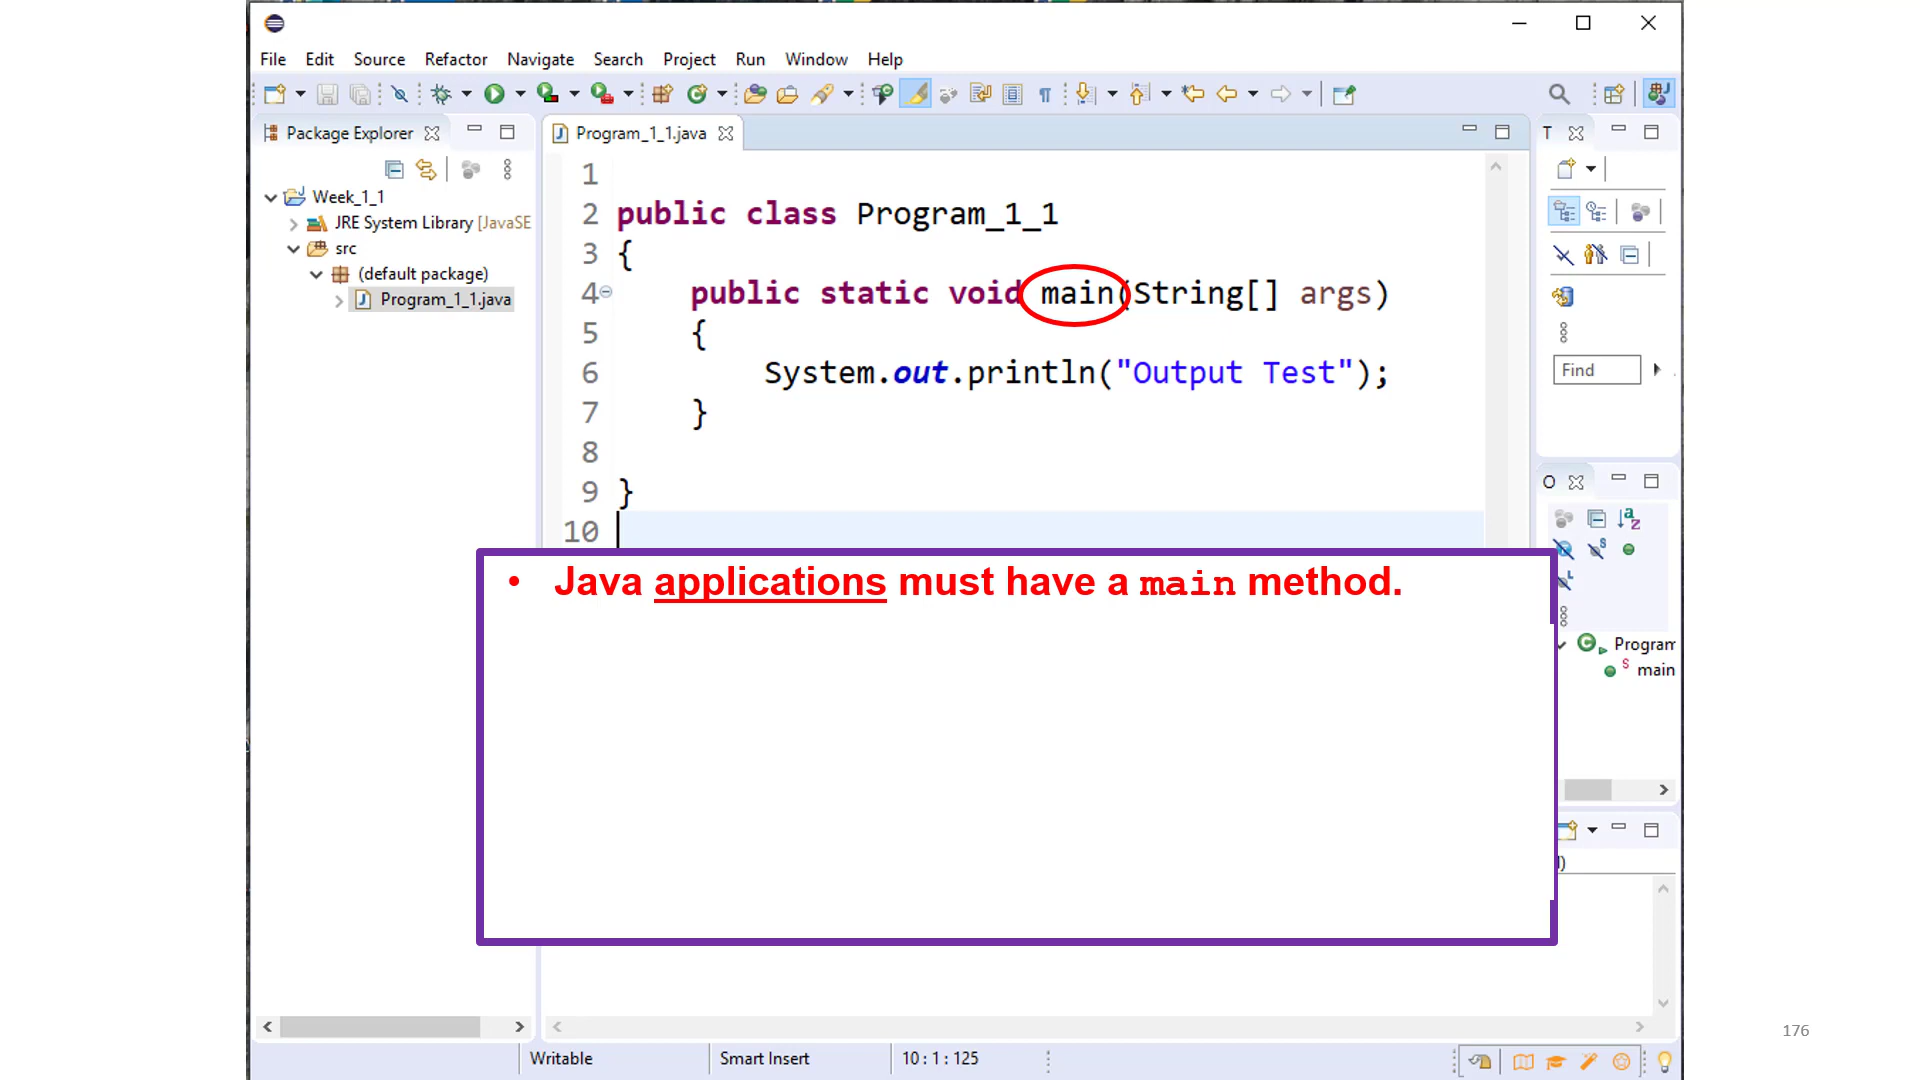 File Edit Source Refactor Navigate Search Project Run Window Help
Package Explorer
Program_1_1.java
T
Week_1_1
JRE System Library [JavaSE
src
(default package)
Program_1_1.java
1
2 public class Program_1_1
3 {
4 public static void main(String[] args)
5 {
6 System.out.println("Output Test");
7 }
8
9 }
10
Find
O
Program
main
• Java applications must have a main method.
Writable Smart Insert 10 : 1 : 125
176